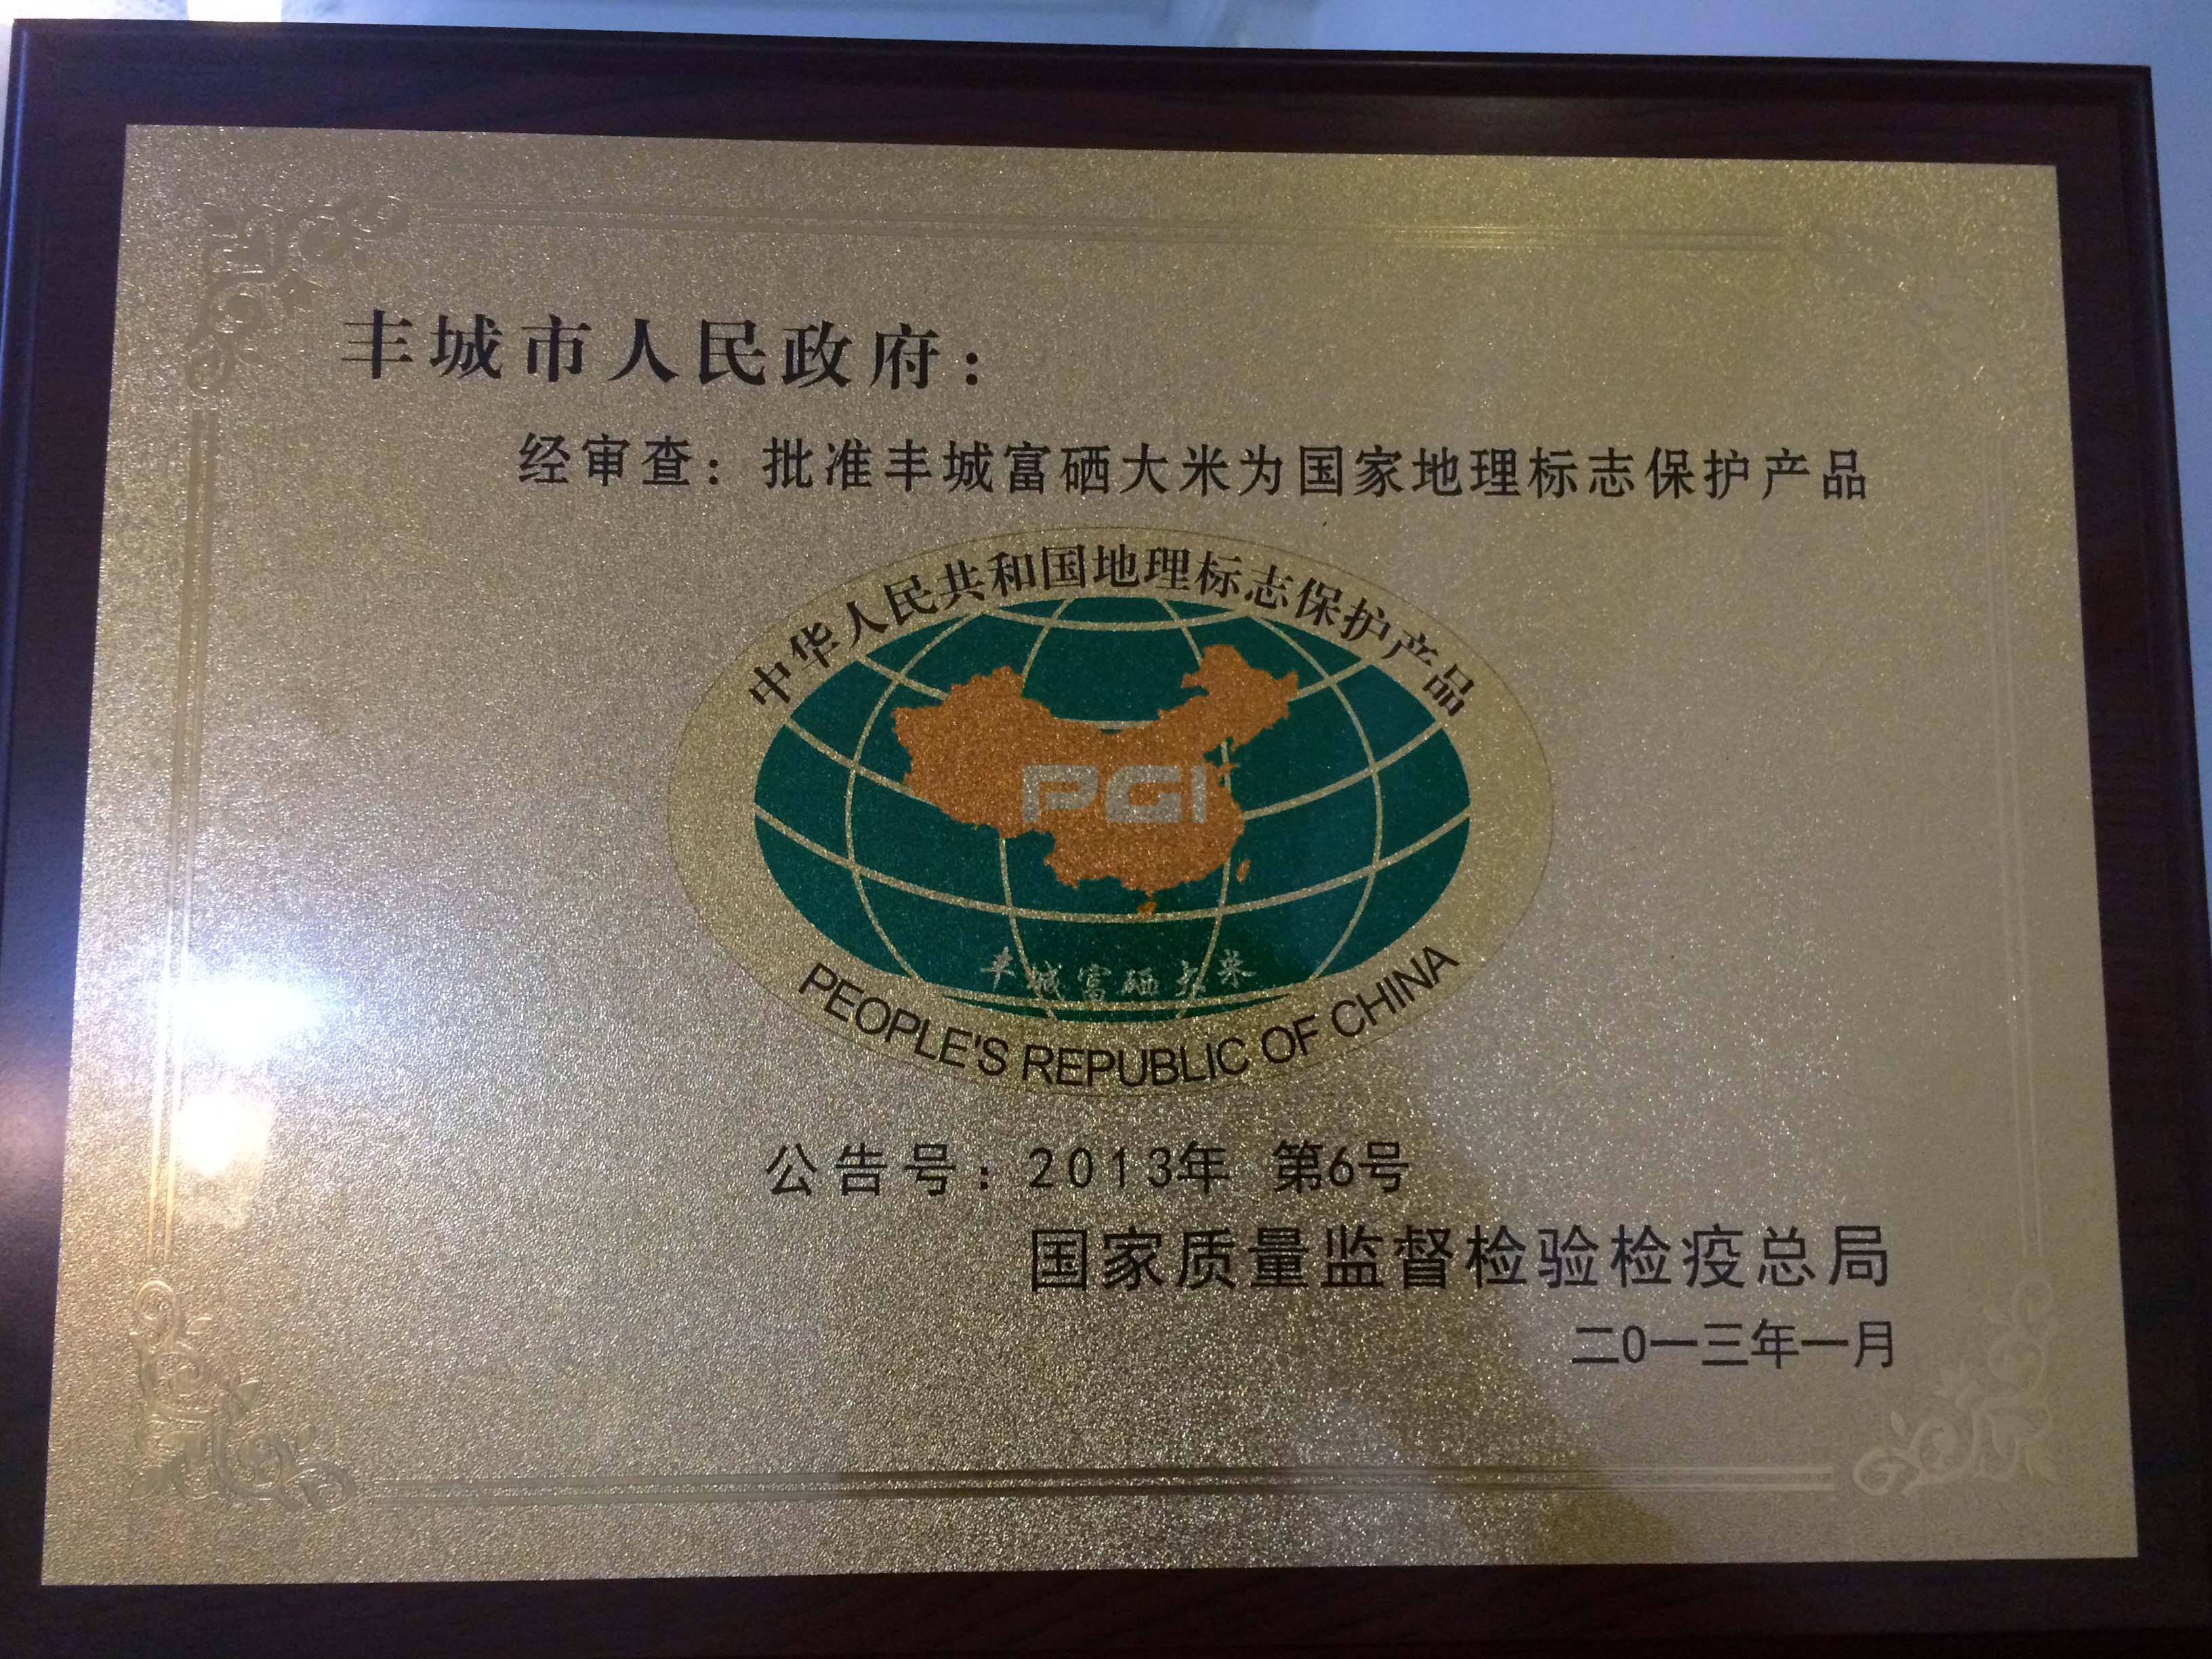 丰城市人民政府：
经审查：批准丰城富硒大米为国家地理标志保护产品
中华人民共和国地理标志保护产品
PGI
丰城富硒大米
PEOPLE'S REPUBLIC OF CHINA
公告号：2013年 第6号
国家质量监督检验检疫总局
二0一三年一月